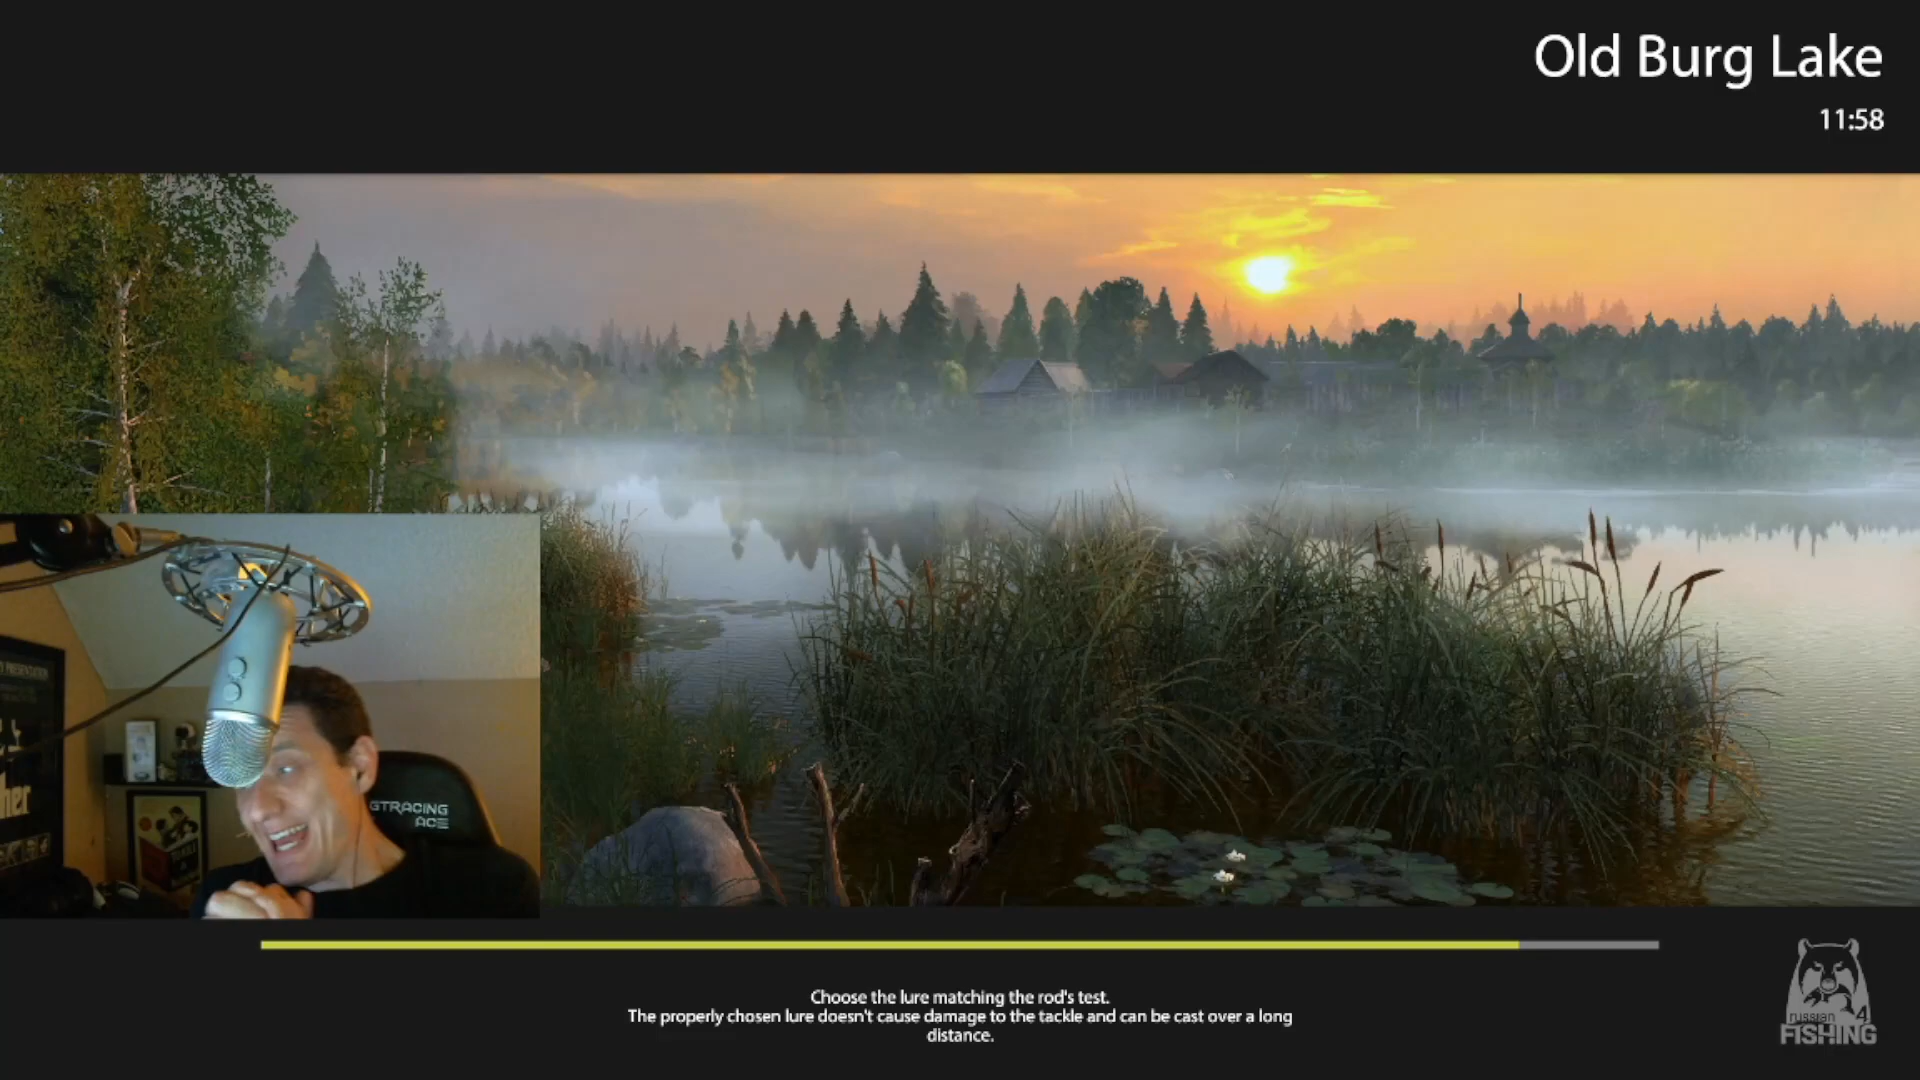 Old Burg Lake
11:58
GTRACING
ACE
Choose the lure matching the rod's test.
The properly chosen lure doesn't cause damage to the tackle and can be cast over a long
distance.
russian 4
FISHING